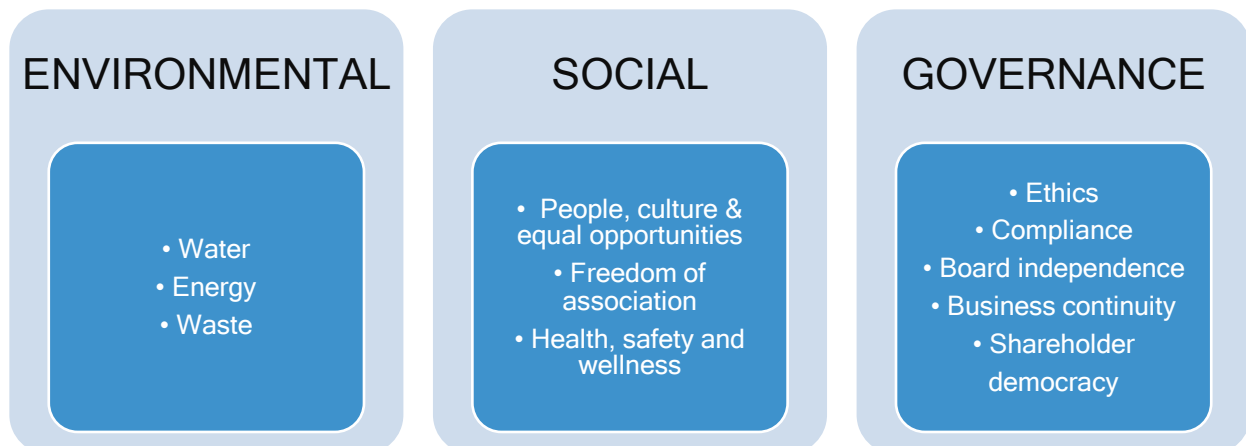 ENVIRONMENTAL
• Water
• Energy
• Waste
SOCIAL
• People, culture &
equal opportunities
• Freedom of
association
• Health, safety and
wellness
GOVERNANCE
• Ethics
• Compliance
• Board independence
• Business continuity
• Shareholder
democracy